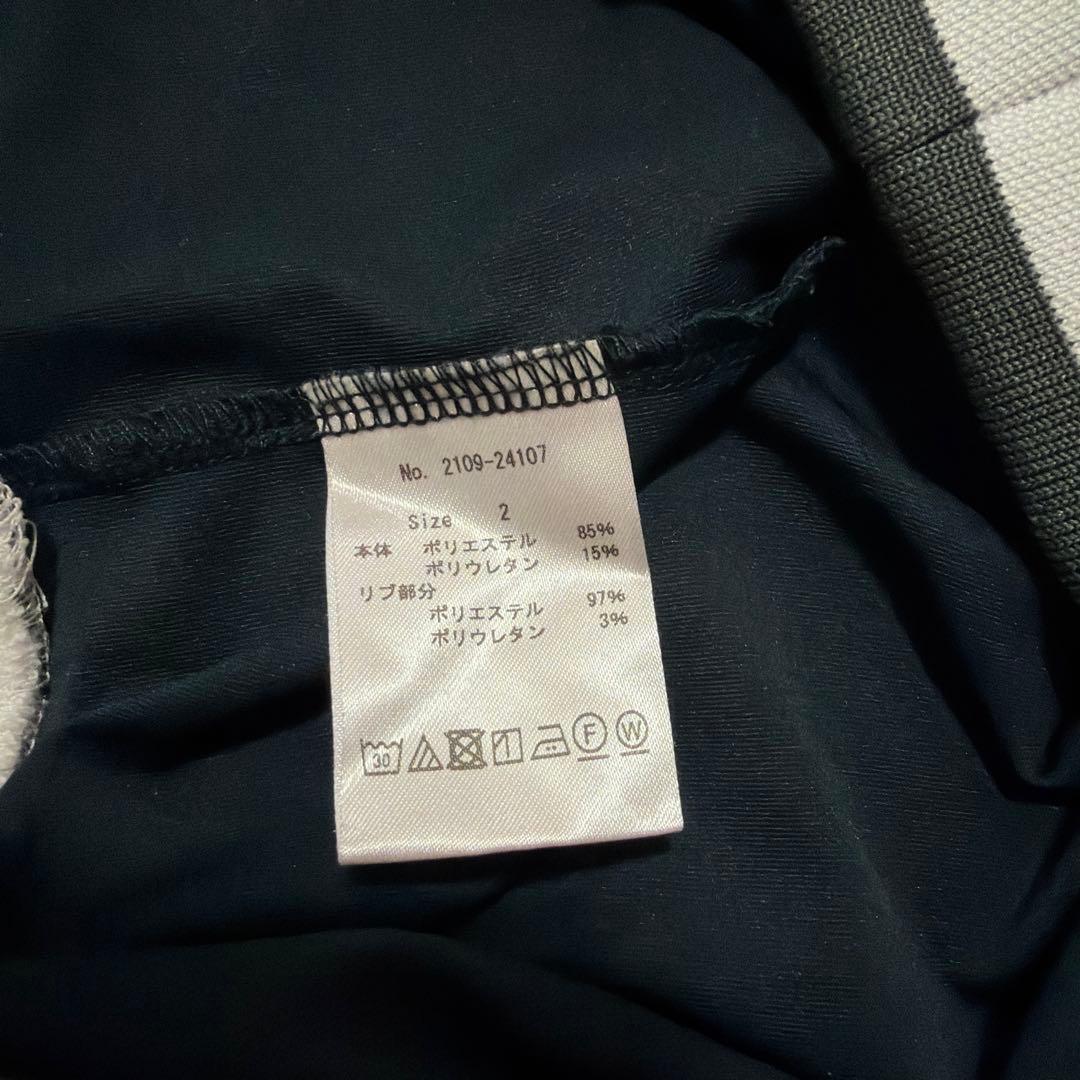 No. 2109-24107
Size 2
本体 ポリエステル 85%
ポリウレタン 15%
リブ部分
ポリエステル 97%
ポリウレタン 3%
30 F W